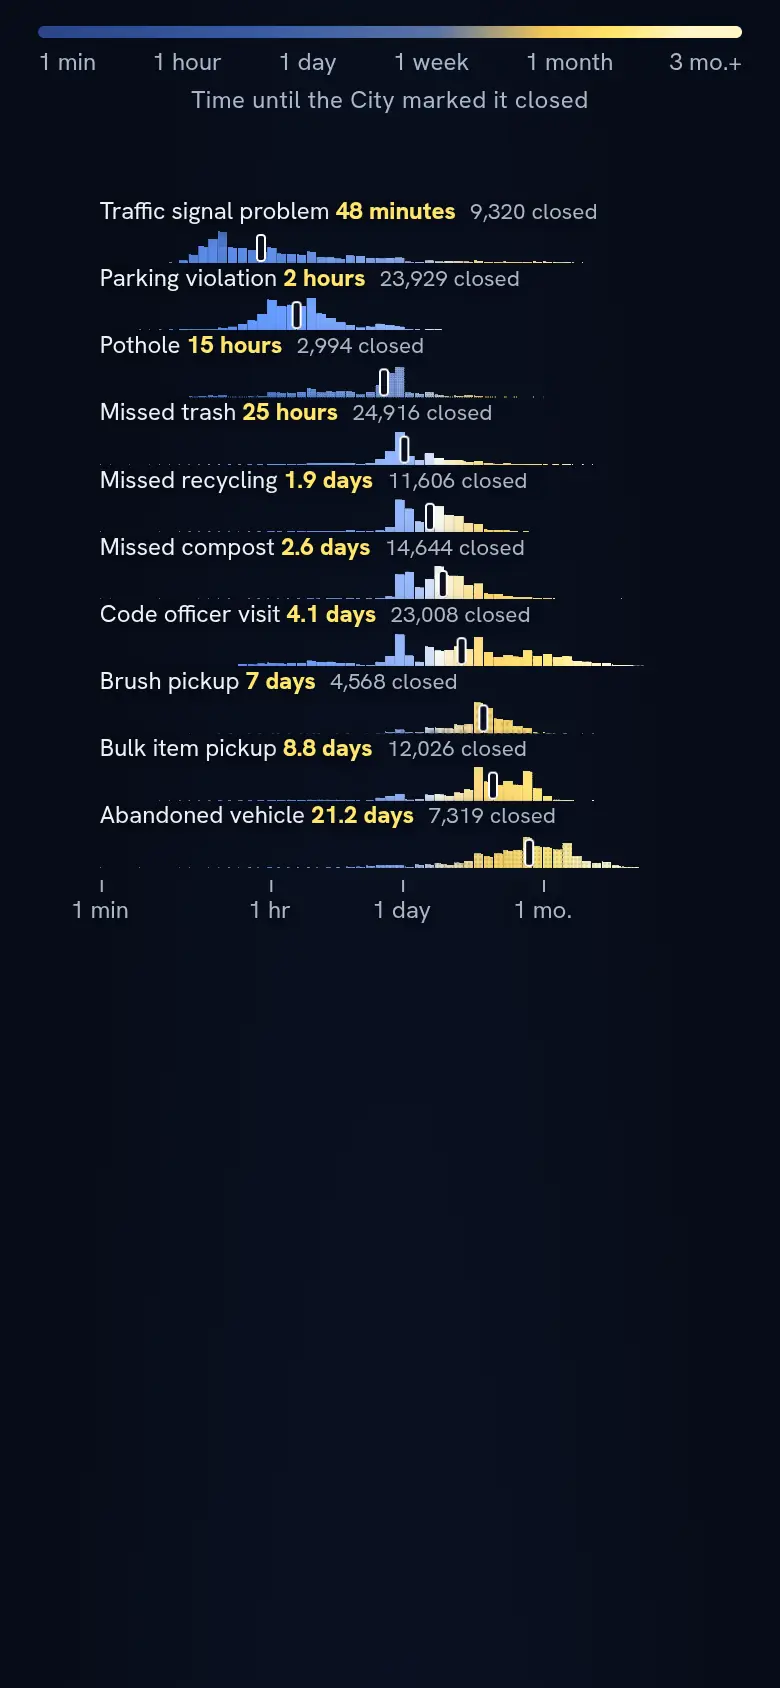 1 min 1 hour 1 day 1 week 1 month 3 mo.+
Time until the City marked it closed
Traffic signal problem 48 minutes 9,320 closed
Parking violation 2 hours 23,929 closed
Pothole 15 hours 2,994 closed
Missed trash 25 hours 24,916 closed
Missed recycling 1.9 days 11,606 closed
Missed compost 2.6 days 14,644 closed
Code officer visit 4.1 days 23,008 closed
Brush pickup 7 days 4,568 closed
Bulk item pickup 8.8 days 12,026 closed
Abandoned vehicle 21.2 days 7,319 closed
1 min 1 hr 1 day 1 mo.